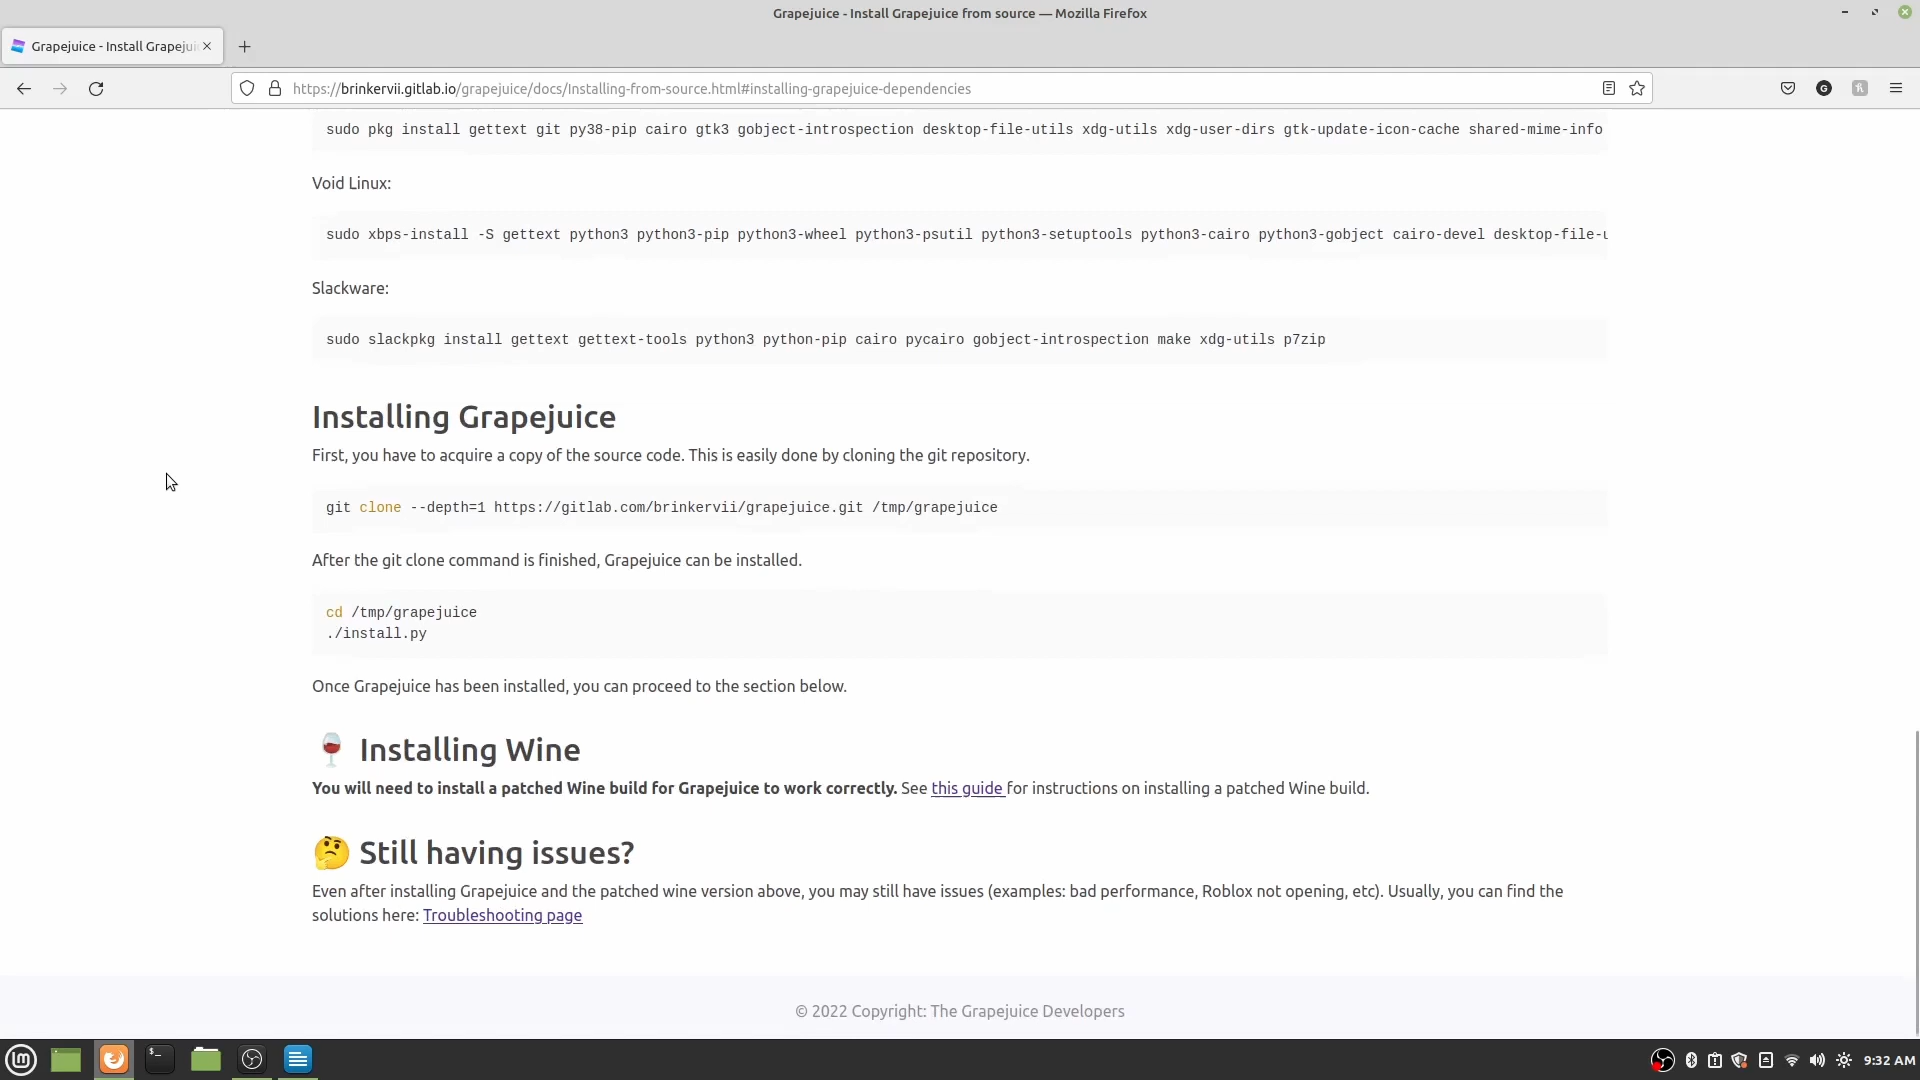 Grapejuice - Install Grapejuice from source — Mozilla Firefox
Grapejuice - Install Grapejui
https://brinkervii.gitlab.io/grapejuice/docs/Installing-from-source.html#installing-grapejuice-dependencies
sudo pkg install gettext git py38-pip cairo gtk3 gobject-introspection desktop-file-utils xdg-utils xdg-user-dirs gtk-update-icon-cache shared-mime-info
Void Linux:
sudo xbps-install -S gettext python3 python3-pip python3-wheel python3-psutil python3-setuptools python3-cairo python3-gobject cairo-devel desktop-file-u
Slackware:
sudo slackpkg install gettext gettext-tools python3 python-pip cairo pycairo gobject-introspection make xdg-utils p7zip
Installing Grapejuice
First, you have to acquire a copy of the source code. This is easily done by cloning the git repository.
git clone --depth=1 https://gitlab.com/brinkervii/grapejuice.git /tmp/grapejuice
After the git clone command is finished, Grapejuice can be installed.
cd /tmp/grapejuice
./install.py
Once Grapejuice has been installed, you can proceed to the section below.
🍷 Installing Wine
You will need to install a patched Wine build for Grapejuice to work correctly. See this guide for instructions on installing a patched Wine build.
🤔 Still having issues?
Even after installing Grapejuice and the patched wine version above, you may still have issues (examples: bad performance, Roblox not opening, etc). Usually, you can find the
solutions here: Troubleshooting page
© 2022 Copyright: The Grapejuice Developers
9:32 AM